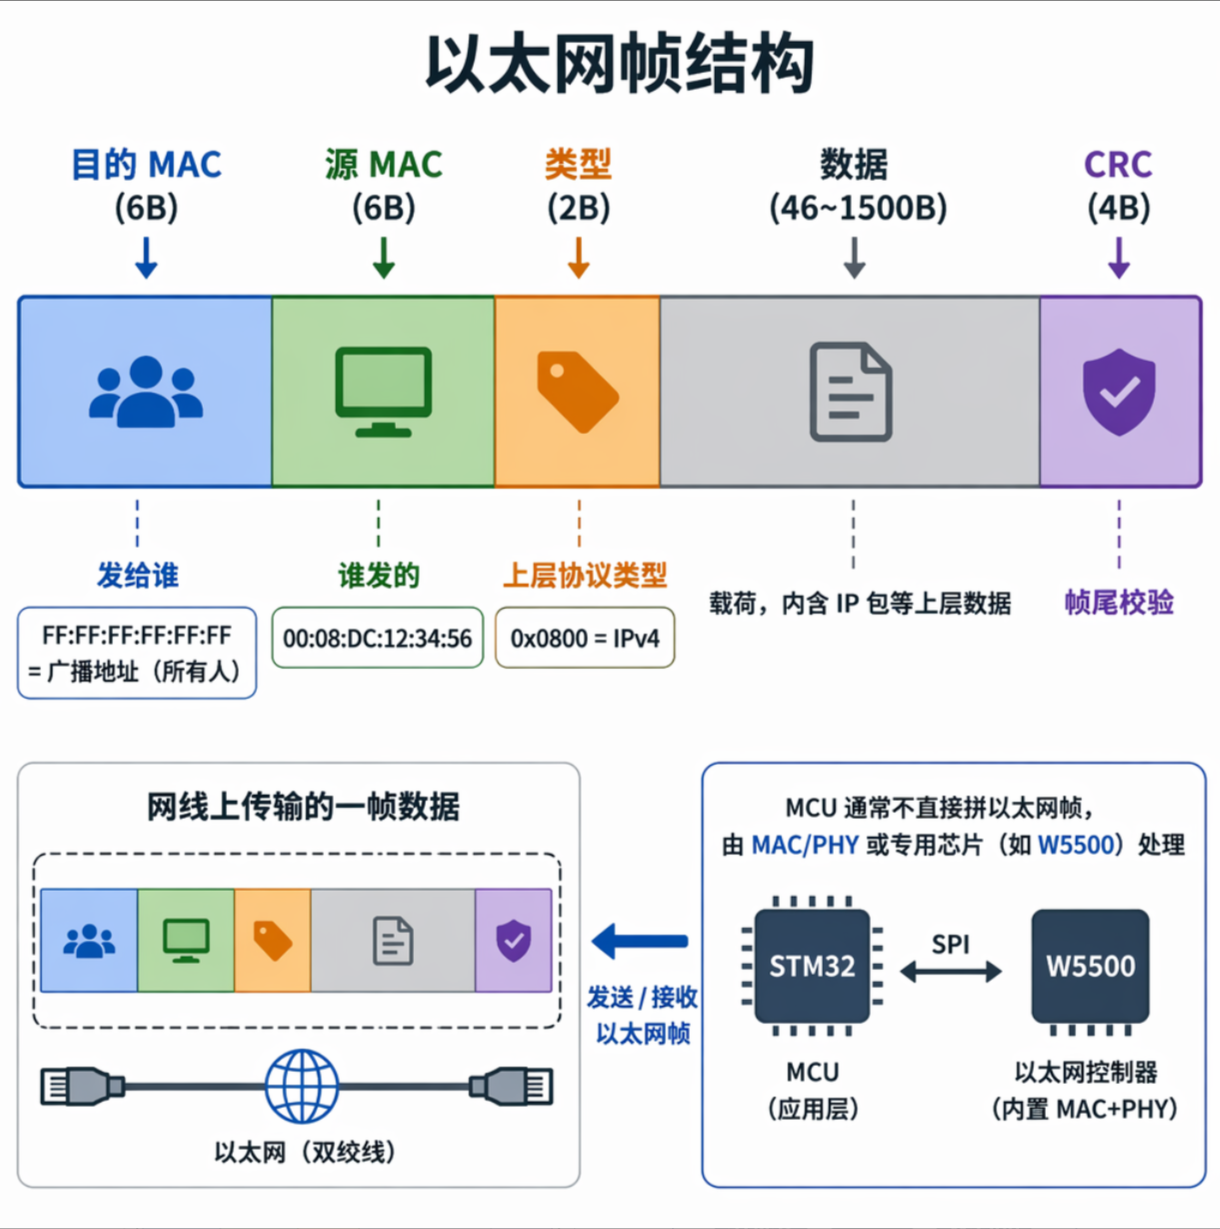 以太网帧结构
目的 MAC
(6B)
源 MAC
(6B)
类型
(2B)
数据
(46~1500B)
CRC
(4B)
发给谁
谁发的
上层协议类型
载荷，内含 IP 包等上层数据
帧尾校验
FF:FF:FF:FF:FF:FF
= 广播地址（所有人）
00:08:DC:12:34:56
0x0800 = IPv4
网线上传输的一帧数据
以太网（双绞线）
发送 / 接收
以太网帧
MCU 通常不直接拼以太网帧，
由 MAC/PHY 或专用芯片（如 W5500）处理
STM32
SPI
W5500
MCU
（应用层）
以太网控制器
（内置 MAC+PHY）